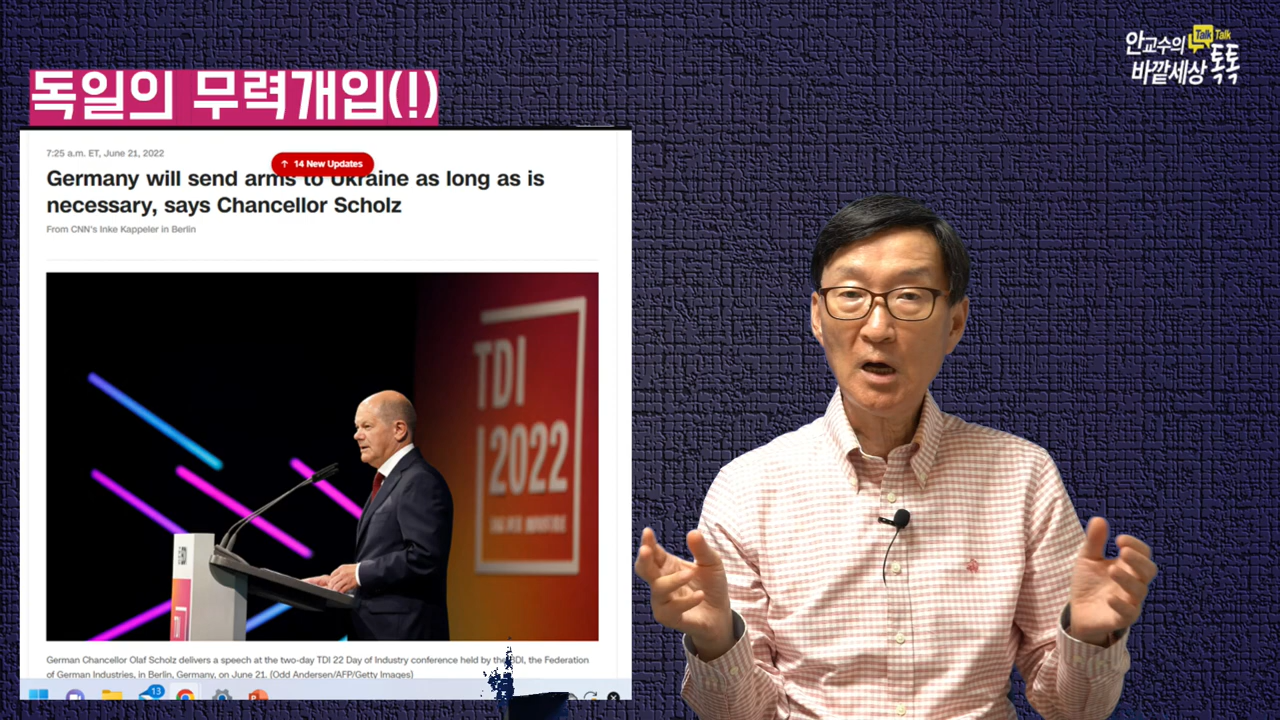 안교수의 Talk Talk
바깥세상 톡톡
독일의 무력개입(!)
7:25 a.m. ET, June 21, 2022
↑ 14 New Updates
Germany will send arms to Ukraine as long as is
necessary, says Chancellor Scholz
From CNN's Inke Kappeler in Berlin
TDI
2022
German Chancellor Olaf Scholz delivers a speech at the two-day TDI 22 Day of Industry conference held by the BDI, the Federation
of German Industries, in Berlin, Germany, on June 21. (Odd Andersen/AFP/Getty Images)
13